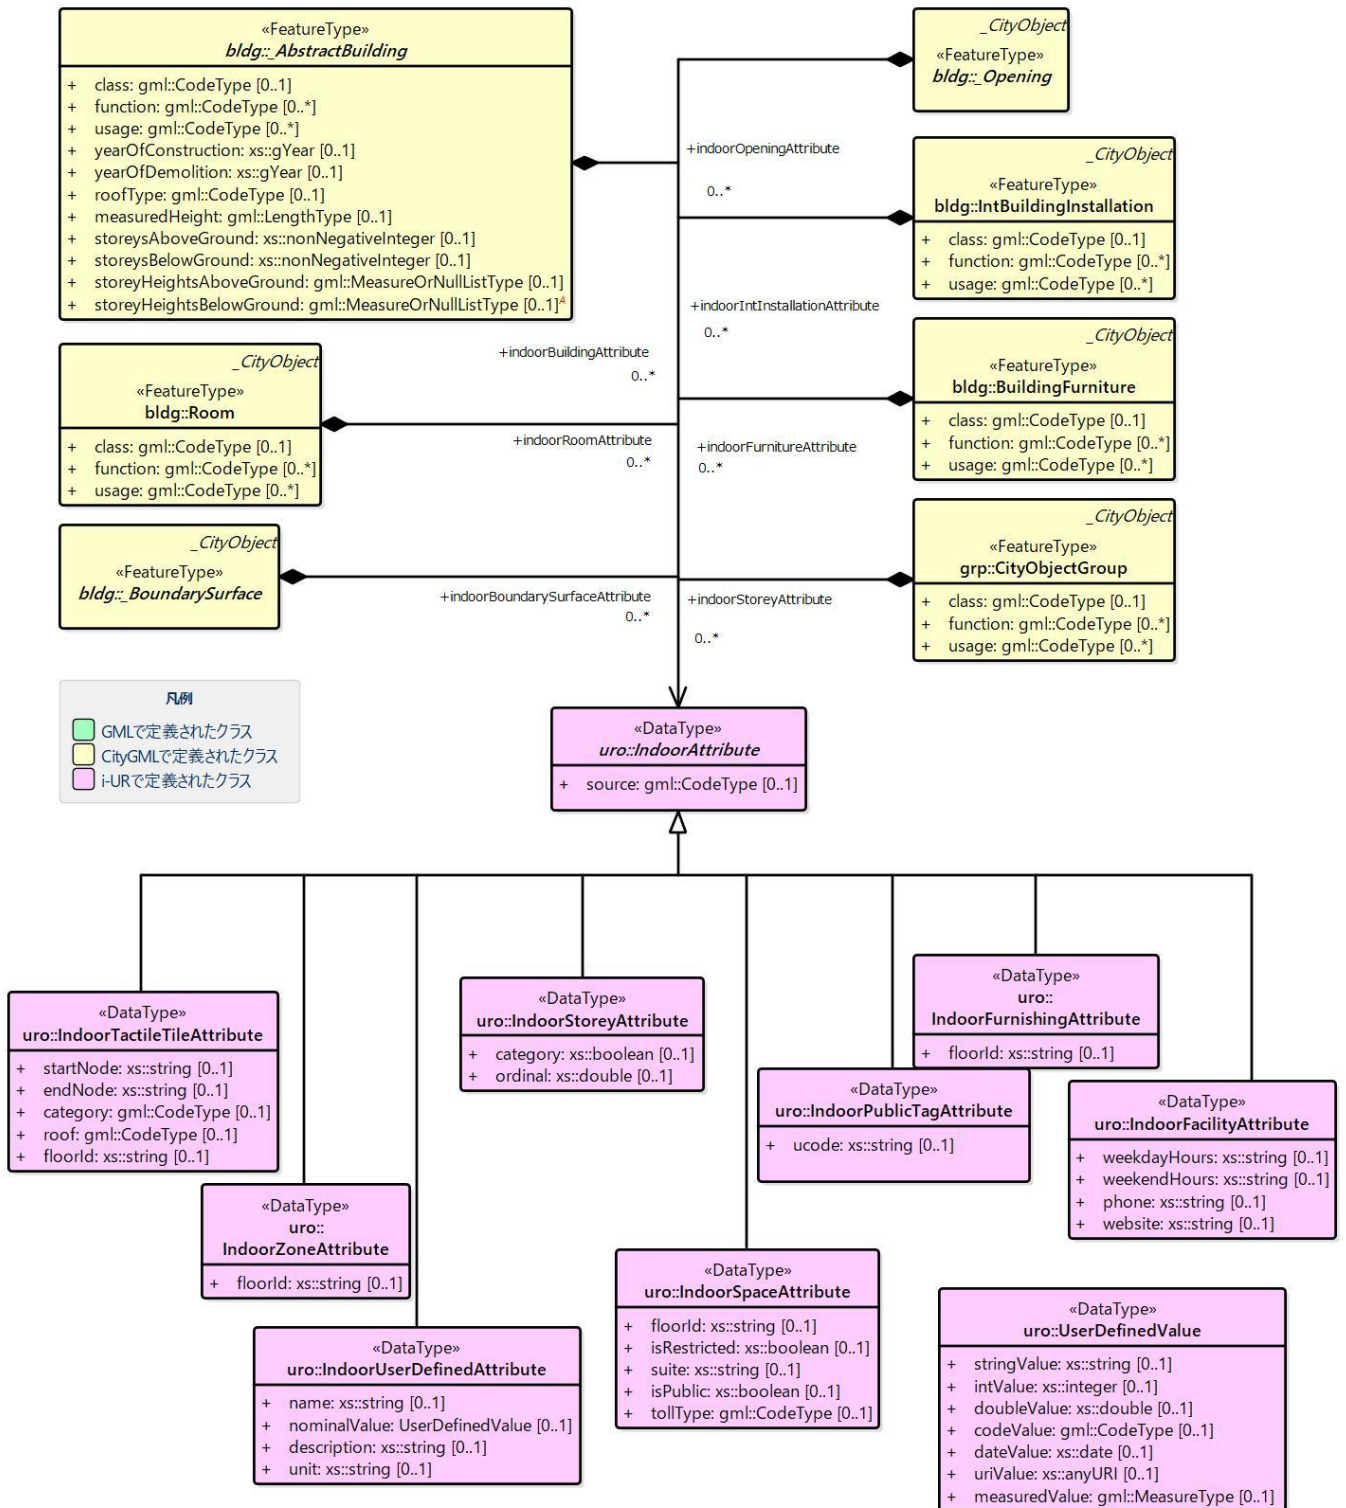 «FeatureType»
bldg::_AbstractBuilding
+ class: gml::CodeType [0..1]
+ function: gml::CodeType [0..*]
+ usage: gml::CodeType [0..*]
+ yearOfConstruction: xs::gYear [0..1]
+ yearOfDemolition: xs::gYear [0..1]
+ roofType: gml::CodeType [0..1]
+ measuredHeight: gml::LengthType [0..1]
+ storeysAboveGround: xs::nonNegativeInteger [0..1]
+ storeysBelowGround: xs::nonNegativeInteger [0..1]
+ storeyHeightsAboveGround: gml::MeasureOrNullListType [0..1]
+ storeyHeightsBelowGround: gml::MeasureOrNullListType [0..1]
_CityObject
«FeatureType»
bldg::_Opening
+indoorOpeningAttribute
0..*
_CityObject
«FeatureType»
bldg::IntBuildingInstallation
+ class: gml::CodeType [0..1]
+ function: gml::CodeType [0..*]
+ usage: gml::CodeType [0..*]
+indoorIntInstallationAttribute
0..*
+indoorBuildingAttribute
0..*
_CityObject
«FeatureType»
bldg::Room
+ class: gml::CodeType [0..1]
+ function: gml::CodeType [0..*]
+ usage: gml::CodeType [0..*]
+indoorRoomAttribute
0..*
_CityObject
«FeatureType»
bldg::BuildingFurniture
+ class: gml::CodeType [0..1]
+ function: gml::CodeType [0..*]
+ usage: gml::CodeType [0..*]
+indoorFurnitureAttribute
0..*
_CityObject
«FeatureType»
bldg::_BoundarySurface
+indoorBoundarySurfaceAttribute
0..*
_CityObject
«FeatureType»
grp::CityObjectGroup
+ class: gml::CodeType [0..1]
+ function: gml::CodeType [0..*]
+ usage: gml::CodeType [0..*]
+indoorStoreyAttribute
0..*
凡例
GMLで定義されたクラス
CityGMLで定義されたクラス
i-URで定義されたクラス
«DataType»
uro::IndoorAttribute
+ source: gml::CodeType [0..1]
«DataType»
uro::IndoorTactileTileAttribute
+ startNode: xs::string [0..1]
+ endNode: xs::string [0..1]
+ category: gml::CodeType [0..1]
+ roof: gml::CodeType [0..1]
+ floorId: xs::string [0..1]
«DataType»
uro::
IndoorZoneAttribute
+ floorId: xs::string [0..1]
«DataType»
uro::IndoorUserDefinedAttribute
+ name: xs::string [0..1]
+ nominalValue: UserDefinedValue [0..1]
+ description: xs::string [0..1]
+ unit: xs::string [0..1]
«DataType»
uro::IndoorStoreyAttribute
+ category: xs::boolean [0..1]
+ ordinal: xs::double [0..1]
«DataType»
uro::IndoorSpaceAttribute
+ floorId: xs::string [0..1]
+ isRestricted: xs::boolean [0..1]
+ suite: xs::string [0..1]
+ isPublic: xs::boolean [0..1]
+ tollType: gml::CodeType [0..1]
«DataType»
uro::IndoorPublicTagAttribute
+ ucode: xs::string [0..1]
«DataType»
uro::
IndoorFurnishingAttribute
+ floorId: xs::string [0..1]
«DataType»
uro::IndoorFacilityAttribute
+ weekdayHours: xs::string [0..1]
+ weekendHours: xs::string [0..1]
+ phone: xs::string [0..1]
+ website: xs::string [0..1]
«DataType»
uro::UserDefinedValue
+ stringValue: xs::string [0..1]
+ intValue: xs::integer [0..1]
+ doubleValue: xs::double [0..1]
+ codeValue: gml::CodeType [0..1]
+ dateValue: xs::date [0..1]
+ uriValue: xs::anyURI [0..1]
+ measuredValue: gml::MeasureType [0..1]